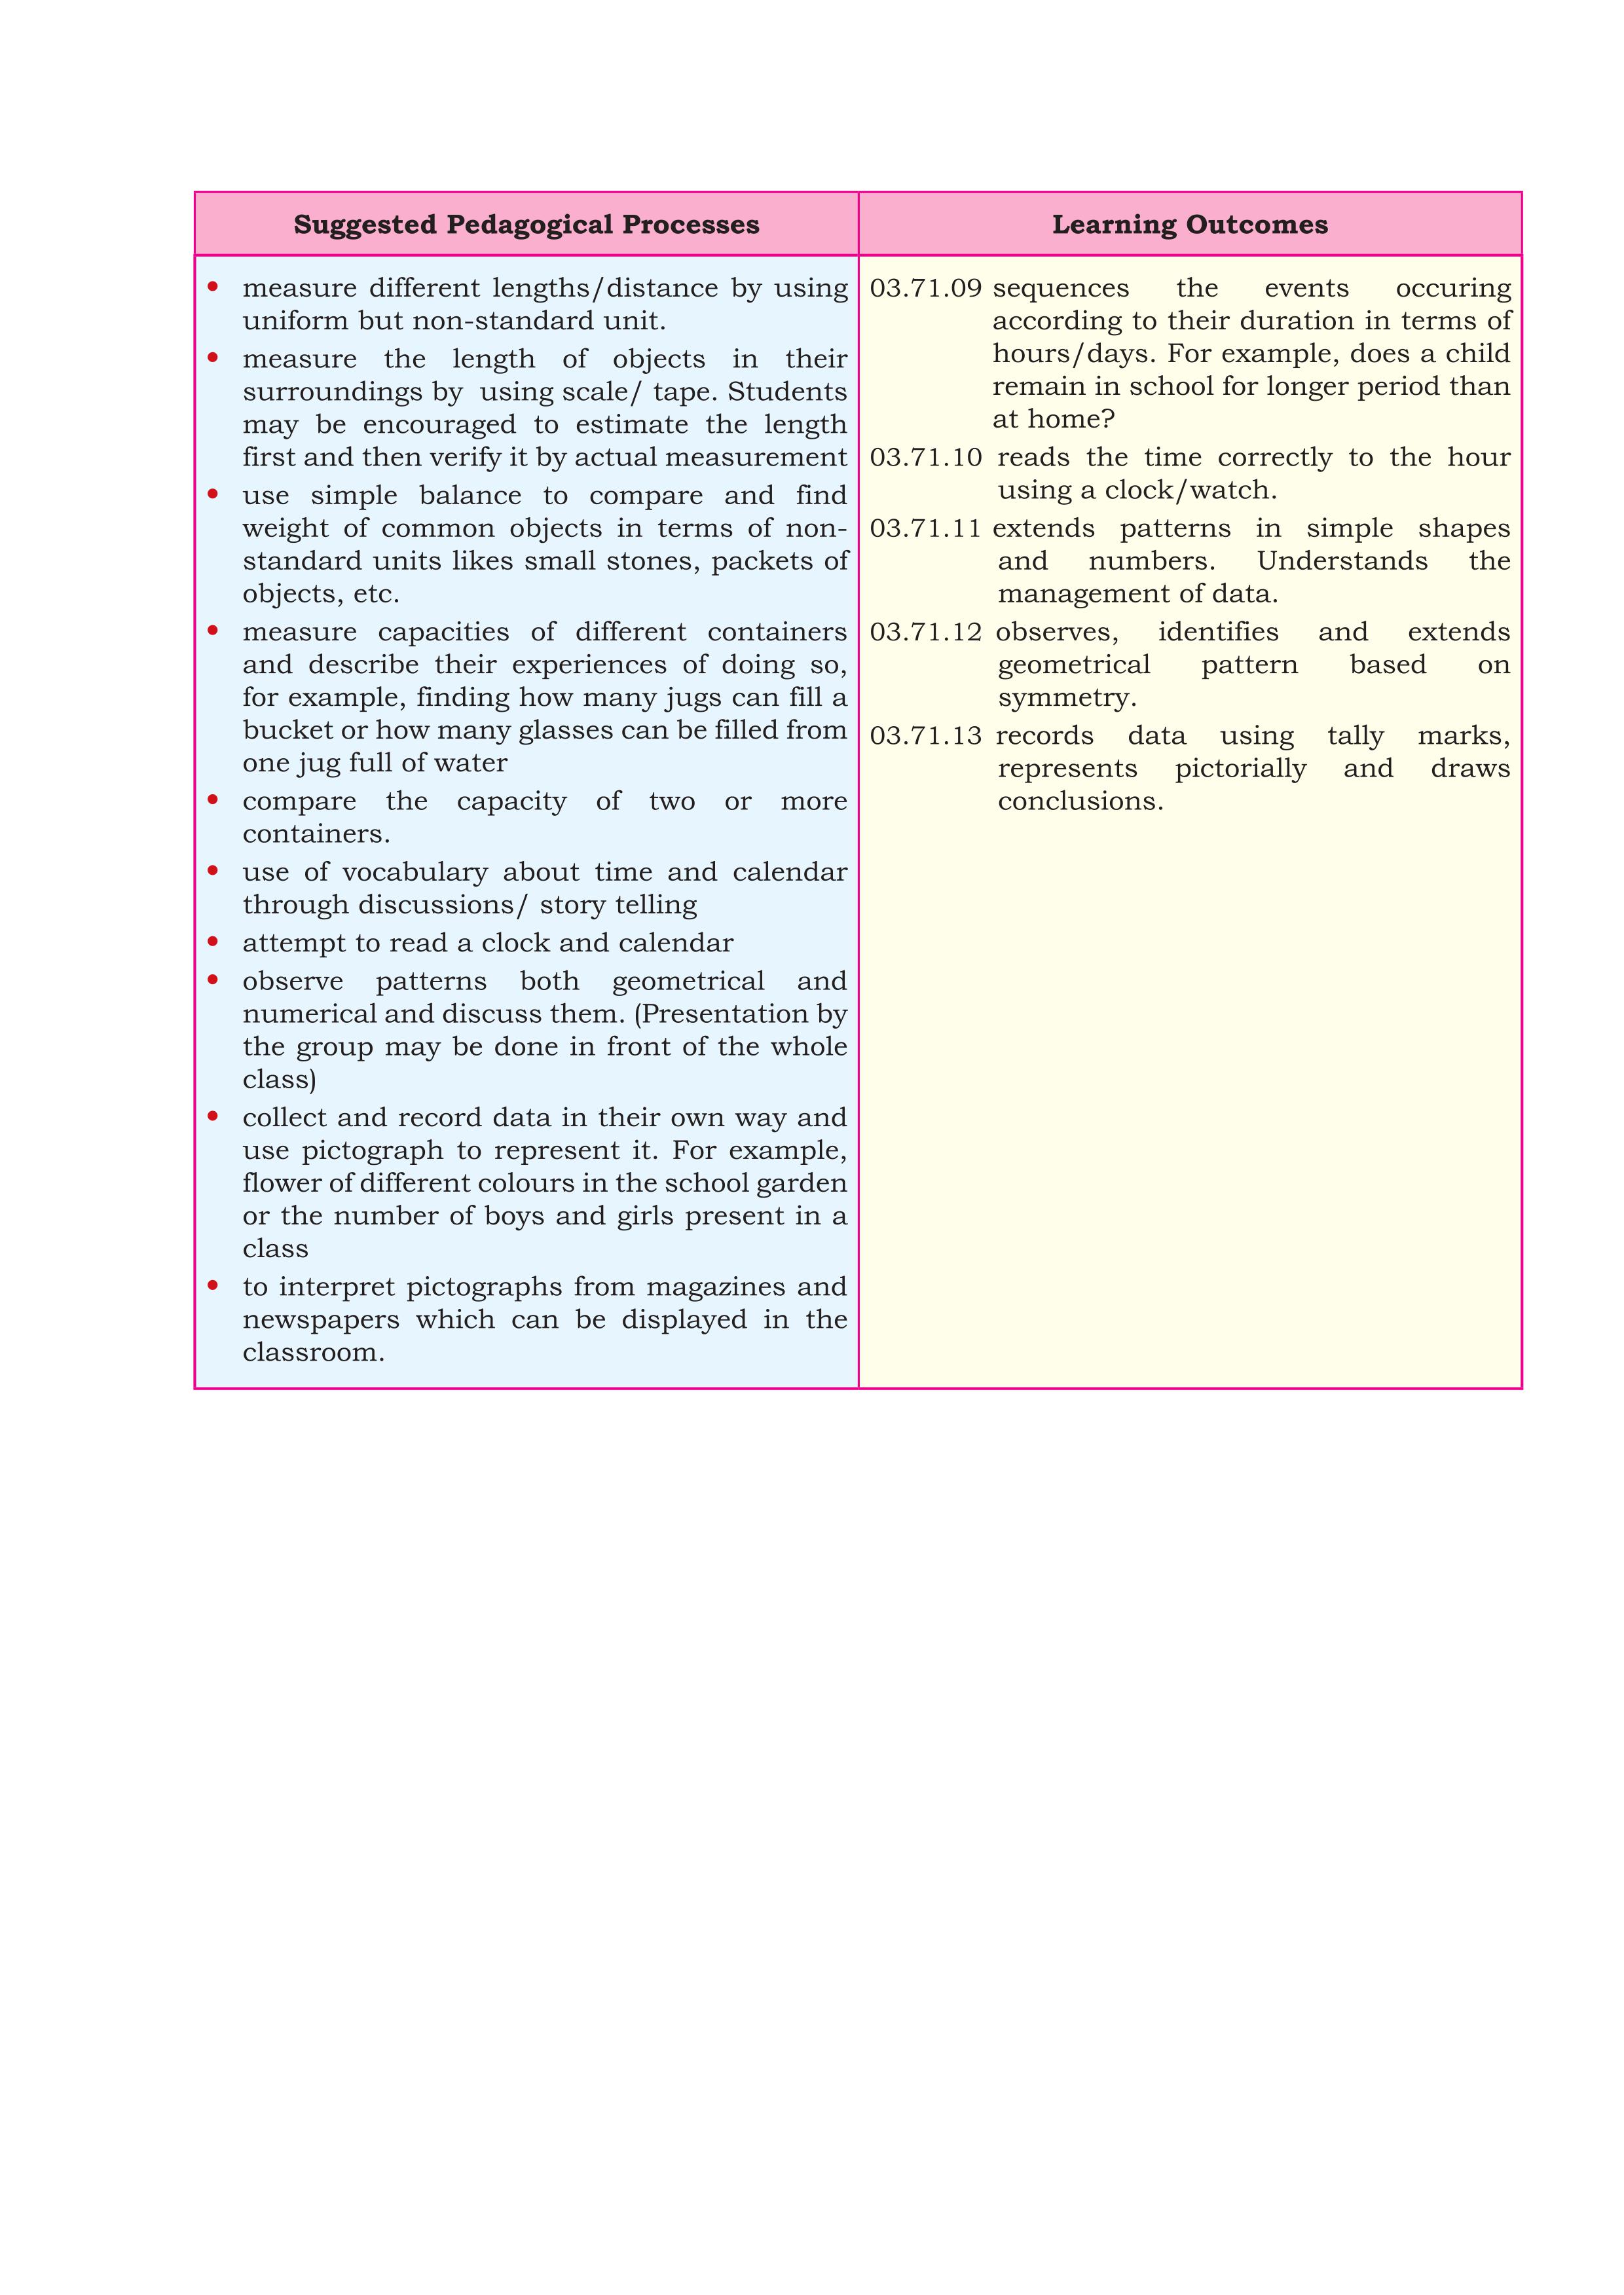 Suggested Pedagogical Processes
• measure different lengths/distance by using
uniform but non-standard unit.
• measure the length of objects in their
surroundings by using scale/ tape. Students
may be encouraged to estimate the length
first and then verify it by actual measurement
• use simple balance to compare and find
weight of common objects in terms of non-
standard units likes small stones, packets of
objects, etc.
• measure capacities of different containers
and describe their experiences of doing so,
for example, finding how many jugs can fill a
bucket or how many glasses can be filled from
one jug full of water
• compare the capacity of two or more
containers.
• use of vocabulary about time and calendar
through discussions/ story telling
• attempt to read a clock and calendar
• observe patterns both geometrical and
numerical and discuss them. (Presentation by
the group may be done in front of the whole
class)
• collect and record data in their own way and
use pictograph to represent it. For example,
flower of different colours in the school garden
or the number of boys and girls present in a
class
• to interpret pictographs from magazines and
newspapers which can be displayed in the
classroom.
Learning Outcomes
03.71.09 sequences the events occuring
according to their duration in terms of
hours/days. For example, does a child
remain in school for longer period than
at home?
03.71.10 reads the time correctly to the hour
using a clock/watch.
03.71.11 extends patterns in simple shapes
and numbers. Understands the
management of data.
03.71.12 observes, identifies and extends
geometrical pattern based on
symmetry.
03.71.13 records data using tally marks,
represents pictorially and draws
conclusions.